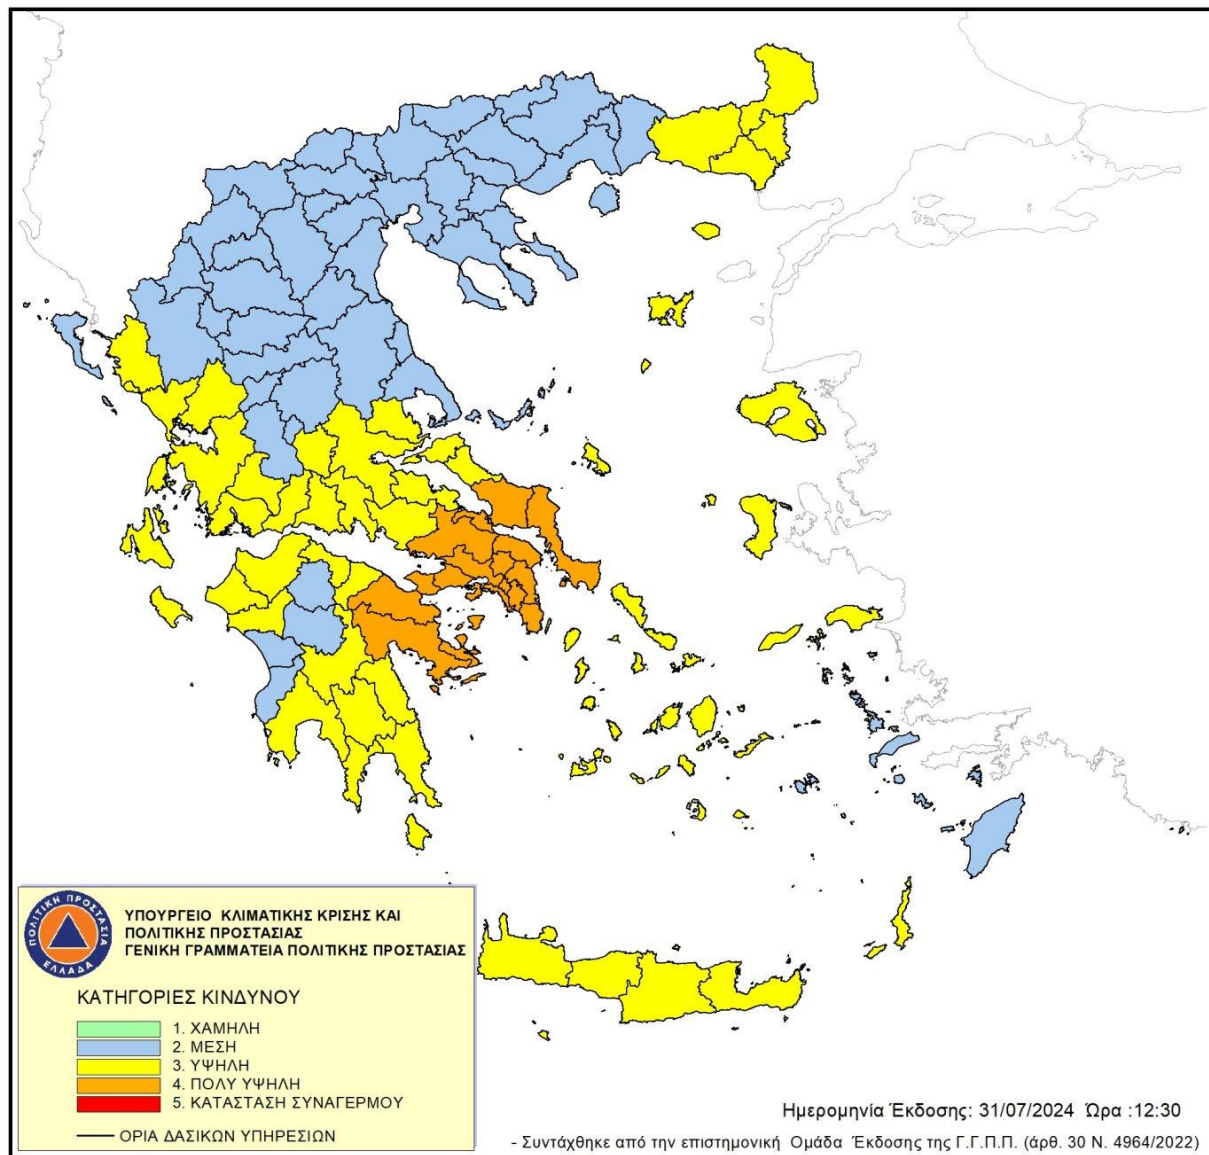 ΠΟΛΙΤΙΚΗ ΠΡΟΣΤΑΣΙΑ
ΕΛΛΑΔΑ
ΥΠΟΥΡΓΕΙΟ ΚΛΙΜΑΤΙΚΗΣ ΚΡΙΣΗΣ ΚΑΙ
ΠΟΛΙΤΙΚΗΣ ΠΡΟΣΤΑΣΙΑΣ
ΓΕΝΙΚΗ ΓΡΑΜΜΑΤΕΙΑ ΠΟΛΙΤΙΚΗΣ ΠΡΟΣΤΑΣΙΑΣ
ΚΑΤΗΓΟΡΙΕΣ ΚΙΝΔΥΝΟΥ
1. ΧΑΜΗΛΗ
2. ΜΕΣΗ
3. ΥΨΗΛΗ
4. ΠΟΛΥ ΥΨΗΛΗ
5. ΚΑΤΑΣΤΑΣΗ ΣΥΝΑΓΕΡΜΟΥ
ΟΡΙΑ ΔΑΣΙΚΩΝ ΥΠΗΡΕΣΙΩΝ
Ημερομηνία Έκδοσης: 31/07/2024 Ώρα :12:30
- Συντάχθηκε από την επιστημονική Ομάδα Έκδοσης της Γ.Γ.Π.Π. (άρθ. 30 Ν. 4964/2022)